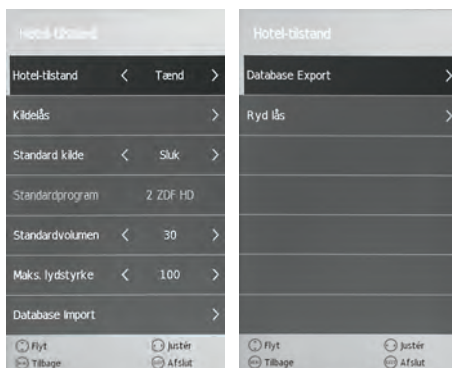 Hotel-tilstand
Hotel-tilstand < Tænd >
Kildelås >
Standard kilde < Sluk >
Standardprogram 2 ZDF HD
Standardvolumen < 30 >
Maks. lydstyrke < 100 >
Database Import >
Flyt Justér
Tilbage Afslut
Hotel-tilstand
Database Export >
Ryd lås >
Flyt Justér
Tilbage Afslut